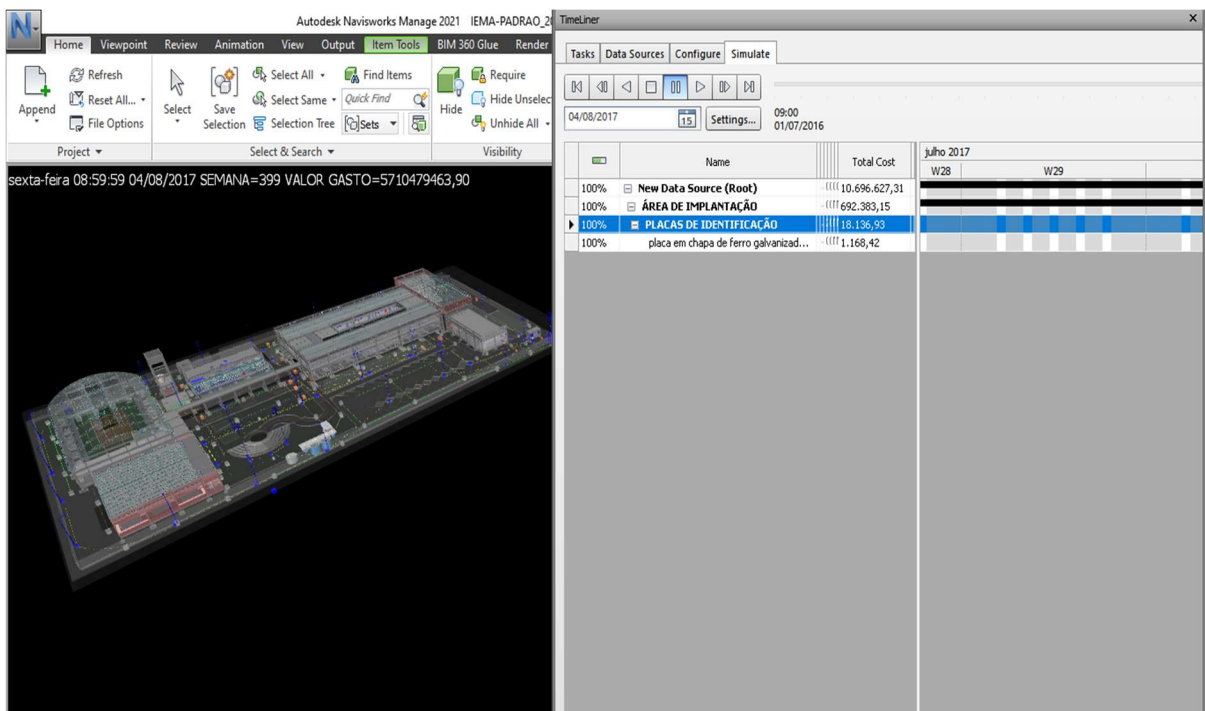 Autodesk Navisworks Manage 2021 IEMA-PADRAO_20
TimeLiner
Home Viewpoint Review Animation View Output Item Tools BIM 360 Glue Render
Tasks Data Sources Configure Simulate
Append
Refresh
Reset All...
File Options
Project
Select
Save Selection
Select All
Select Same
Selection Tree
Find Items
Quick Find
Sets
Select & Search
Hide
Require
Hide Unselec
Unhide All
Visibility
04/08/2017
15
Settings...
09:00
01/07/2016
Name Total Cost julho 2017
W28 W29
100% New Data Source (Root) 10.696.627,31
100% ÁREA DE IMPLANTAÇÃO 692.383,15
100% PLACAS DE IDENTIFICAÇÃO 18.136,93
100% placa em chapa de ferro galvanizad... 1.168,42
sexta-feira 08:59:59 04/08/2017 SEMANA=399 VALOR GASTO=5710479463,90